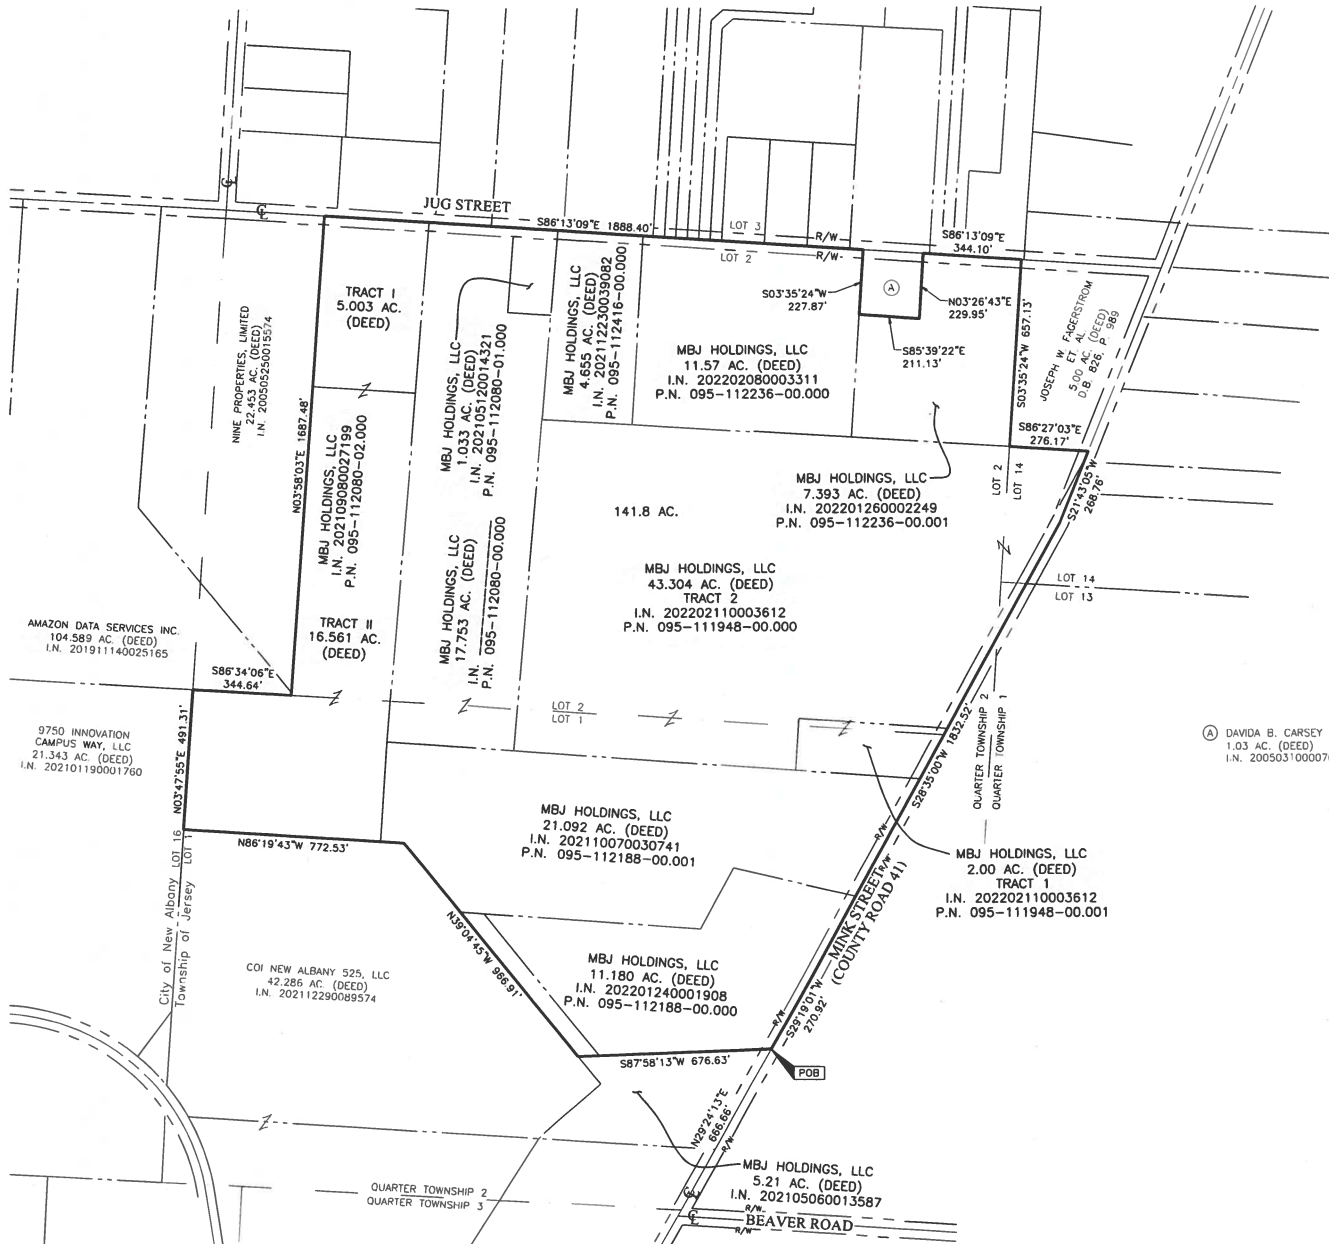 JUG STREET
S86°13'09"E 1888.40'
LOT 3
LOT 2
R/W
R/W
S86°13'09"E
344.10'
TRACT I
5.003 AC.
(DEED)
NINE PROPERTIES, LIMITED
22.453 AC. (DEED)
I.N. 200505250015574
N03°58'03"E 1687.48'
MBJ HOLDINGS, LLC
I.N. 202109080027199
P.N. 095-112080-02.000
MBJ HOLDINGS, LLC
1.033 AC. (DEED)
I.N. 202105120014321
P.N. 095-112080-01.000
MBJ HOLDINGS, LLC
4.655 AC. (DEED)
I.N. 202112230039082
P.N. 095-112416-00.000
MBJ HOLDINGS, LLC
11.57 AC. (DEED)
I.N. 202202080003311
P.N. 095-112236-00.000
S03°35'24"W
227.87'
A
N03°26'43"E
229.95'
S85°39'22"E
211.13'
S03°35'24"W 657.13'
JOSEPH W. FAGERSTROM
ET AL.
5.00 AC. (DEED)
D.B. 826, P. 989
S86°27'03"E
276.17'
LOT 2
LOT 14
S21°43'05"W
268.76'
MBJ HOLDINGS, LLC
7.393 AC. (DEED)
I.N. 202201260002249
P.N. 095-112236-00.001
141.8 AC.
MBJ HOLDINGS, LLC
43.304 AC. (DEED)
TRACT 2
I.N. 202202110003612
P.N. 095-111948-00.000
LOT 14
LOT 13
MBJ HOLDINGS, LLC
17.753 AC. (DEED)
I.N.
P.N. 095-112080-00.000
TRACT II
16.561 AC.
(DEED)
AMAZON DATA SERVICES INC.
104.589 AC. (DEED)
I.N. 201911140025165
S86°34'06"E
344.64'
LOT 2
LOT 1
9750 INNOVATION
CAMPUS WAY, LLC
21.343 AC. (DEED)
I.N. 202101190001760
N03°47'55"E 491.31'
S28°35'00"W 1832.52'
QUARTER TOWNSHIP 2
QUARTER TOWNSHIP 1
A DAVIDA B. CARSEY
1.03 AC. (DEED)
N86°19'43"W 772.53'
LOT 16
LOT 1
City of New Albany
Township of Jersey
MBJ HOLDINGS, LLC
21.092 AC. (DEED)
I.N. 202110070030741
P.N. 095-112188-00.001
R/W
R/W
MINK STREET
(COUNTY ROAD 41)
MBJ HOLDINGS, LLC
2.00 AC. (DEED)
TRACT 1
I.N. 202202110003612
P.N. 095-111948-00.001
N39°04'45"W 966.91'
COI NEW ALBANY 525, LLC
42.286 AC. (DEED)
I.N. 202112290089574
MBJ HOLDINGS, LLC
11.180 AC. (DEED)
I.N. 202201240001908
P.N. 095-112188-00.000
R/W
S29°19'01"W
270.92'
S87°58'13"W 676.63'
POB
N29°24'13"E
666.66'
R/W
MBJ HOLDINGS, LLC
5.21 AC. (DEED)
I.N. 202105060013587
QUARTER TOWNSHIP 2
QUARTER TOWNSHIP 3
R/W
BEAVER ROAD
R/W